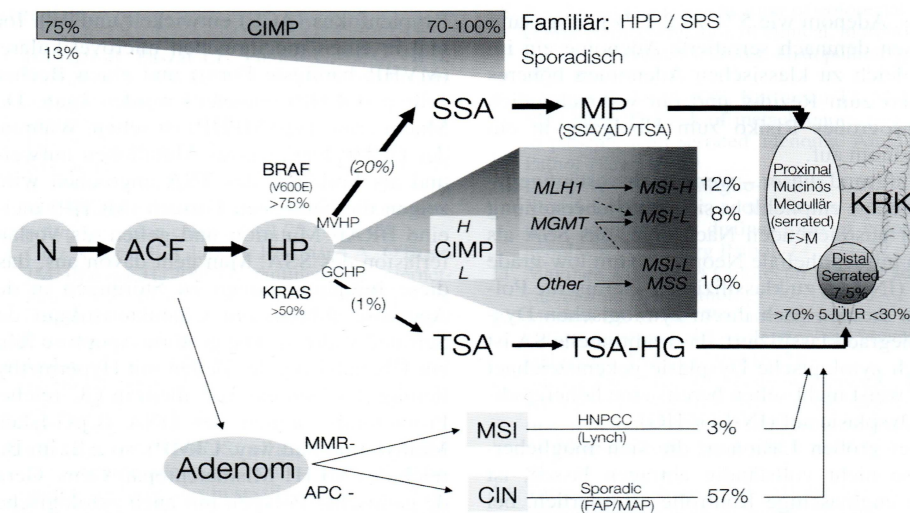 75% CIMP 70-100%
13%
Familiär: HPP / SPS
Sporadisch
SSA
MP
(SSA/AD/TSA)
BRAF
(V600E)
>75%
(20%)
MVHP
N
ACF
HP
GCHP
KRAS
>50%
(1%)
H
CIMP
L
MLH1
MSI-H
12%
MGMT
MSI-L
8%
Other
MSI-L
MSS
10%
Proximal
Mucinös
Medullär
(serrated)
F>M
KRK
Distal
Serrated
7.5%
>70% 5JÜLR <30%
TSA
TSA-HG
Adenom
MMR-
APC -
MSI
HNPCC
(Lynch)
3%
CIN
Sporadic
(FAP/MAP)
57%